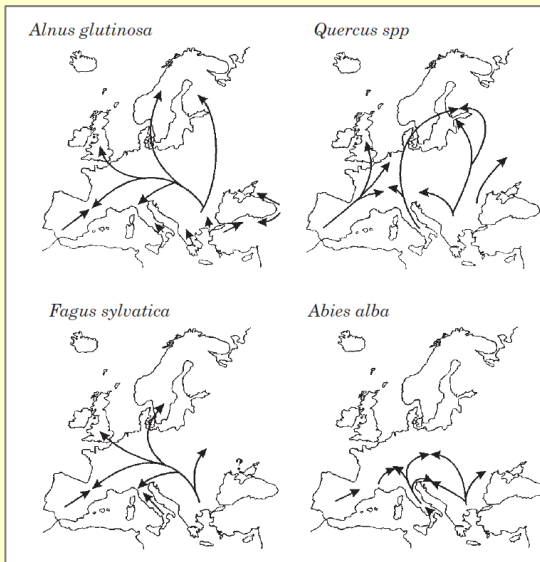 Alnus glutinosa
Quercus spp
Fagus sylvatica
Abies alba
?